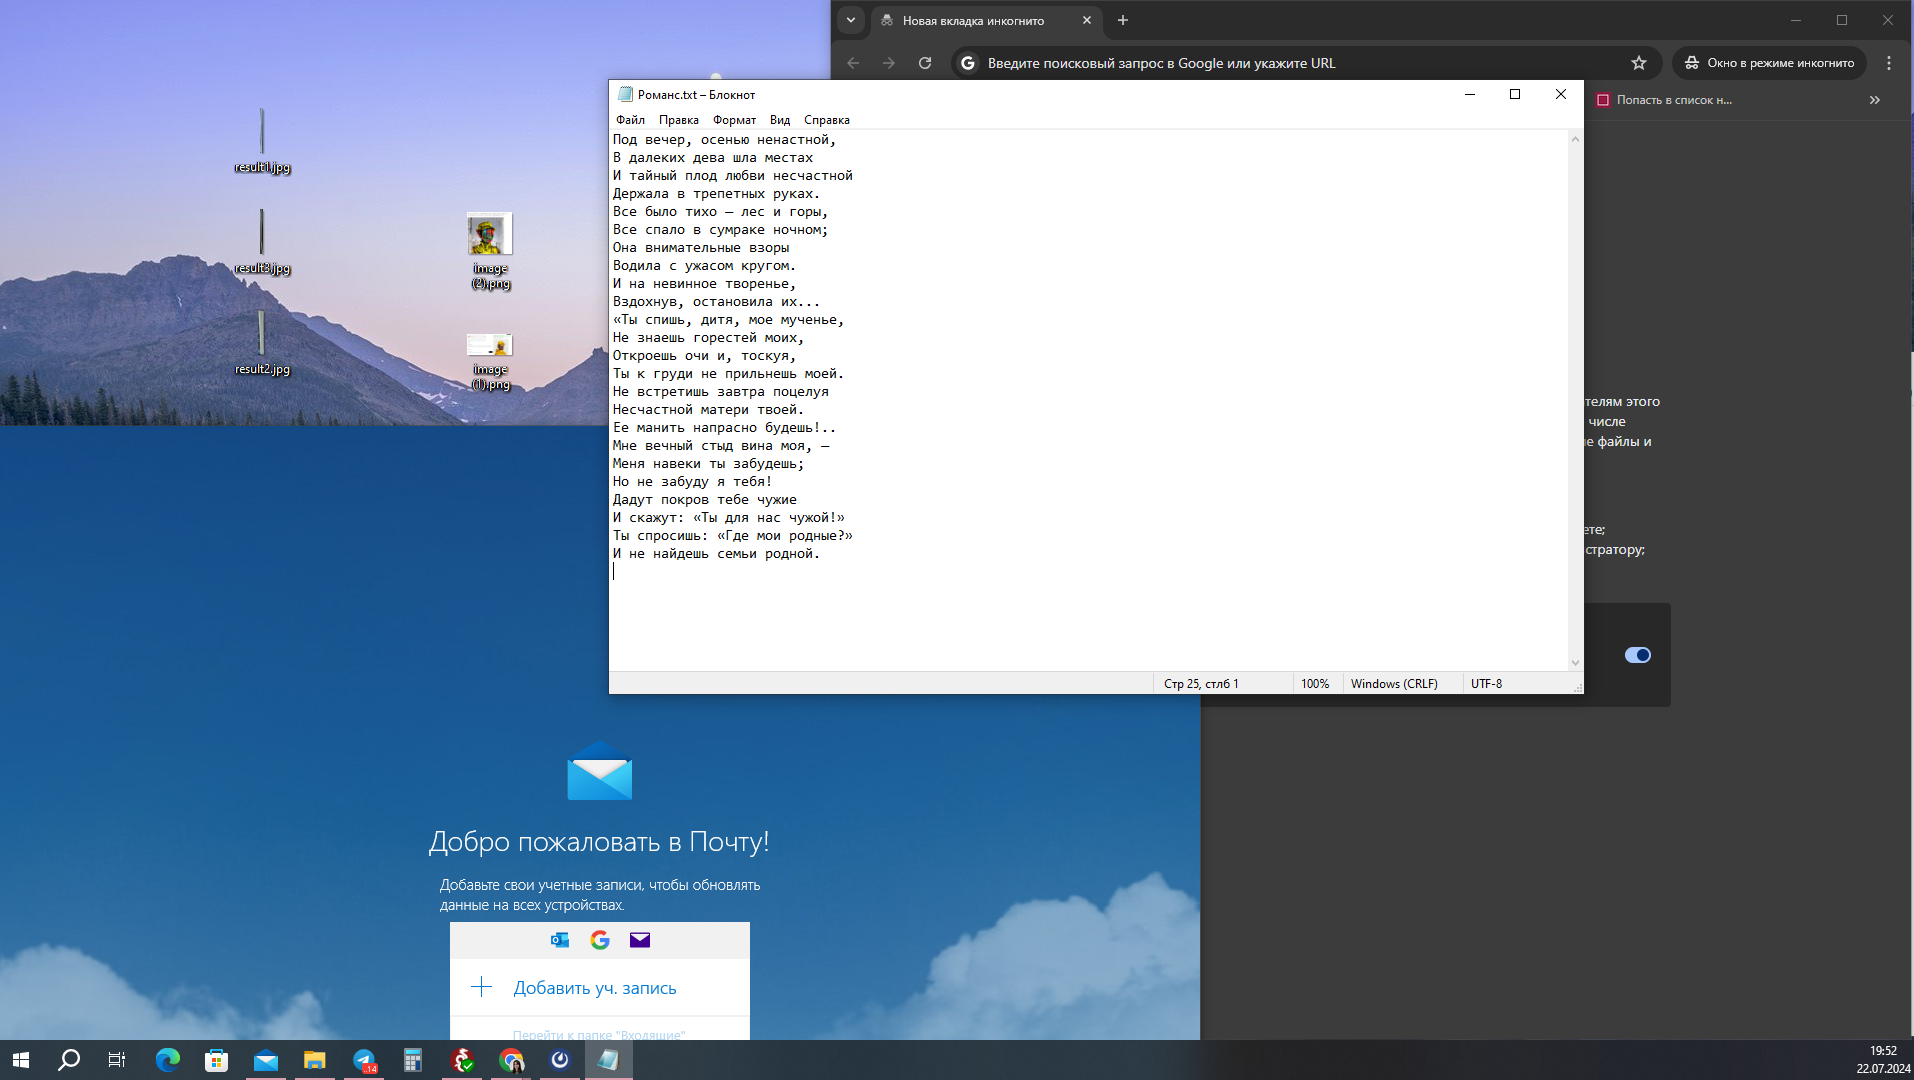 Новая вкладка инкогнито
Введите поисковый запрос в Google или укажите URL
Окно в режиме инкогнито
Попасть в список н...
result1.jpg
result3.jpg
result2.jpg
image
(2).png
image
(1).png
Романс.txt – Блокнот
Файл Правка Формат Вид Справка
Под вечер, осенью ненастной,
В далеких дева шла местах
И тайный плод любви несчастной
Держала в трепетных руках.
Все было тихо — лес и горы,
Все спало в сумраке ночном;
Она внимательные взоры
Водила с ужасом кругом.
И на невинное творенье,
Вздохнув, остановила их...
«Ты спишь, дитя, мое мученье,
Не знаешь горестей моих,
Откроешь очи и, тоскуя,
Ты к груди не прильнешь моей.
Не встретишь завтра поцелуя
Несчастной матери твоей.
Ее манить напрасно будешь!..
Мне вечный стыд вина моя, —
Меня навеки ты забудешь;
Но не забуду я тебя!
Дадут покров тебе чужие
И скажут: «Ты для нас чужой!»
Ты спросишь: «Где мои родные?»
И не найдешь семьи родной.
Стр 25, стлб 1 100% Windows (CRLF) UTF-8
телям этого
числе
е файлы и
ете;
стратору;
Добро пожаловать в Почту!
Добавьте свои учетные записи, чтобы обновлять
данные на всех устройствах.
Добавить уч. запись
Перейти к папке "Входящие"
..14
19:52
22.07.2024